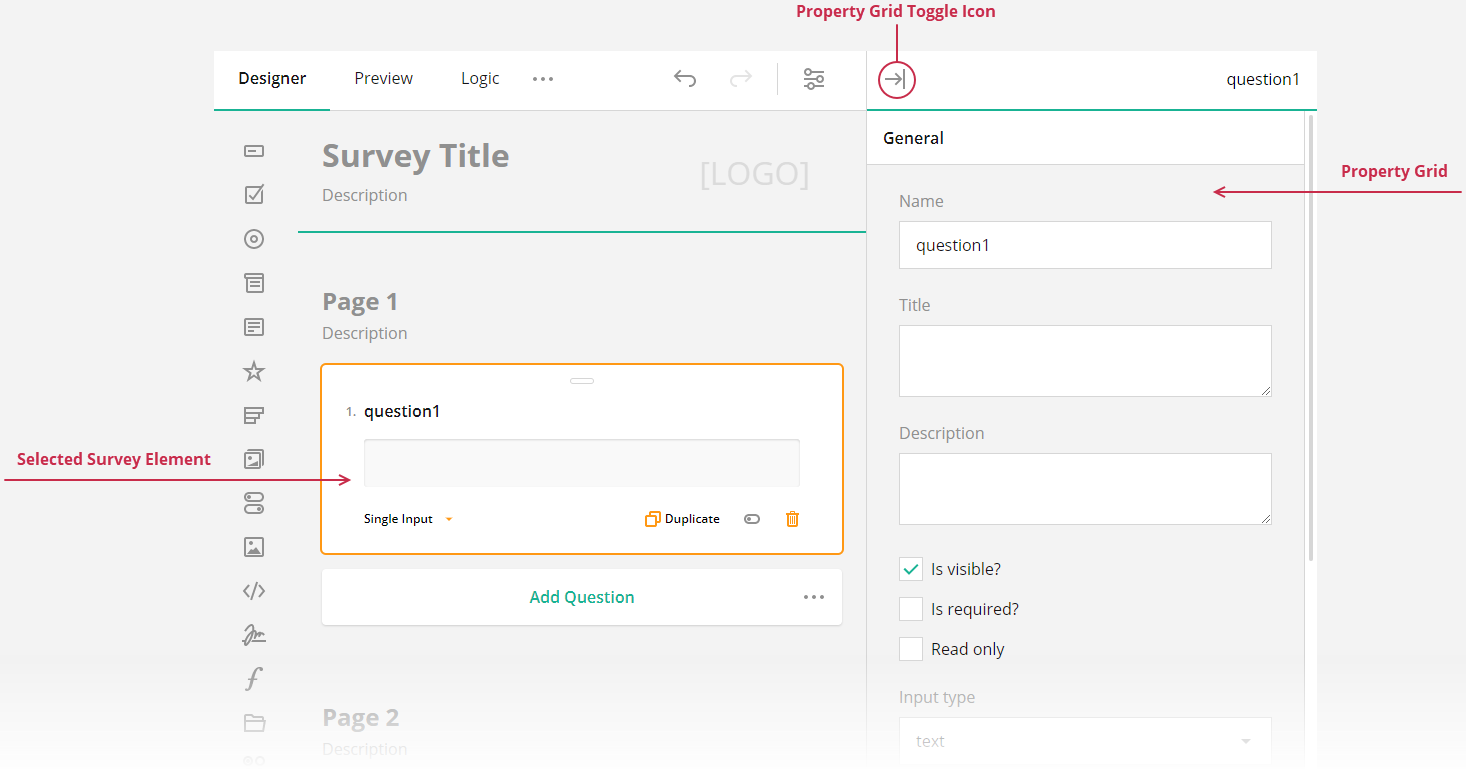 Property Grid Toggle Icon
Designer
Preview
Logic
question1
Survey Title
[LOGO]
Description
Page 1
Description
1. question1
Selected Survey Element
Single Input
Duplicate
Add Question
Page 2
Description
General
Property Grid
Name
question1
Title
Description
Is visible?
Is required?
Read only
Input type
text